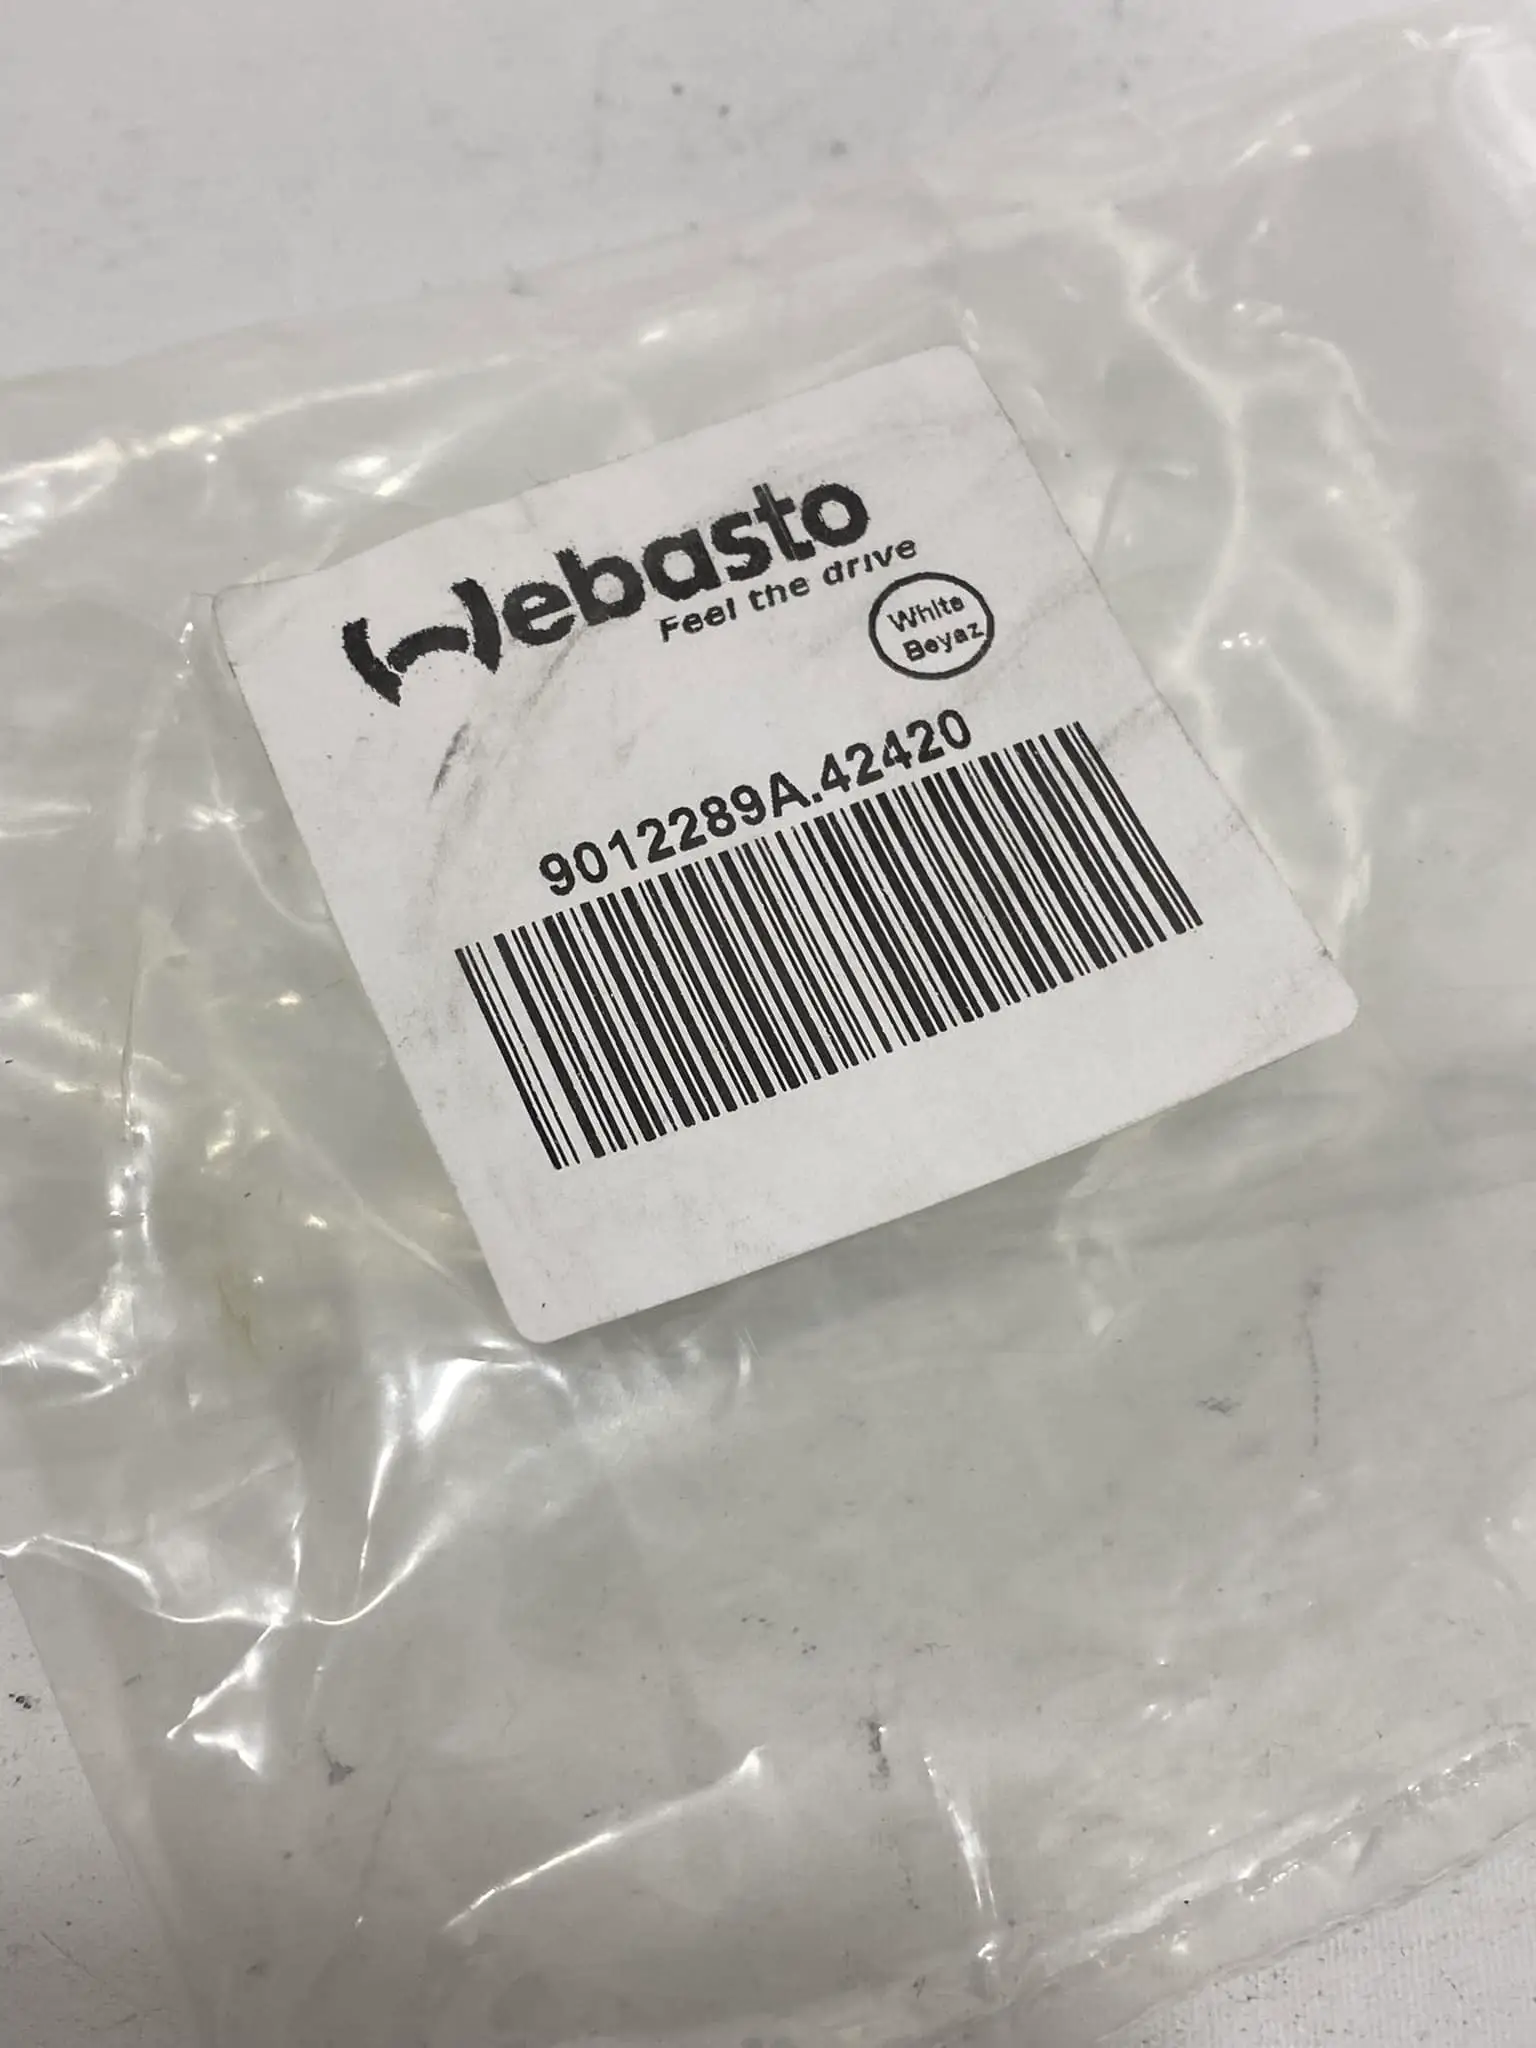 Webasto
Feel the drive
White
Beyaz
9012289A.42420